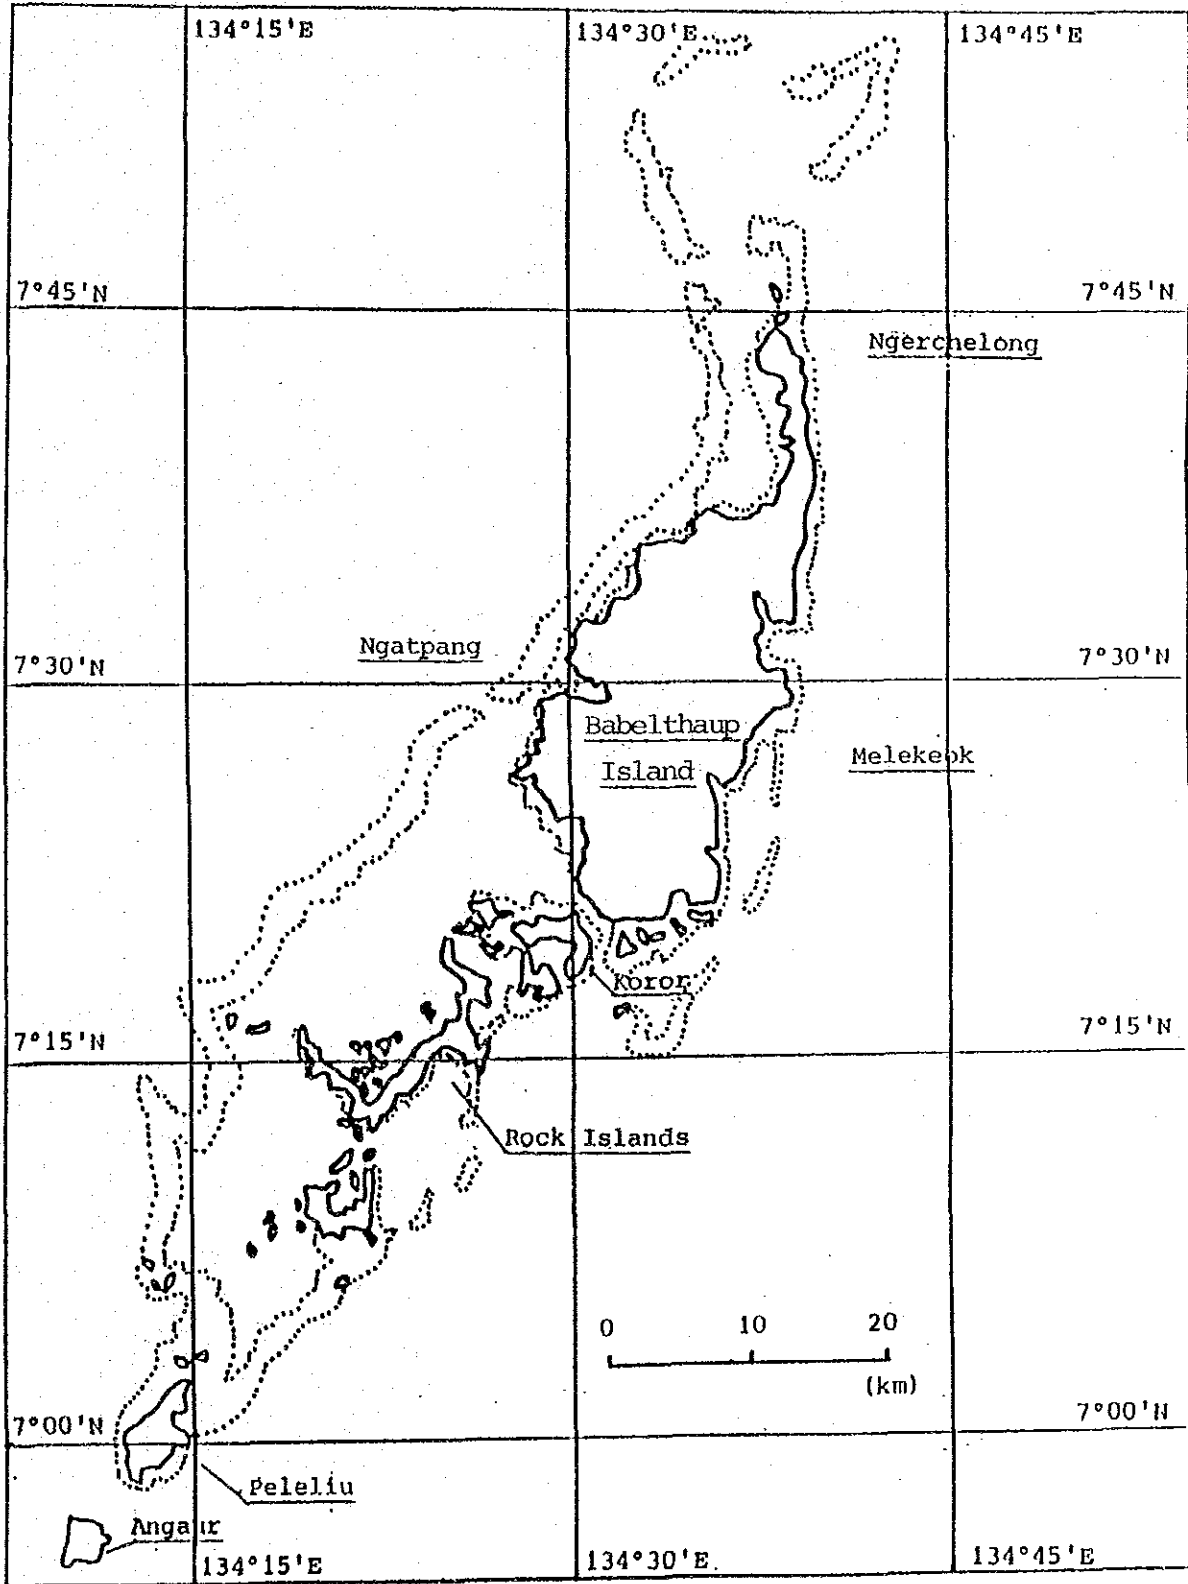 134°15'E
134°30'E
134°45'E
7°45'N
7°45'N
Ngerchelong
Ngatpang
7°30'N
7°30'N
Babelthaup
Island
Melekeok
Koror
7°15'N
7°15'N
Rock Islands
0 10 20
(km)
7°00'N
7°00'N
Peleliu
Angaur
134°15'E
134°30'E.
134°45'E